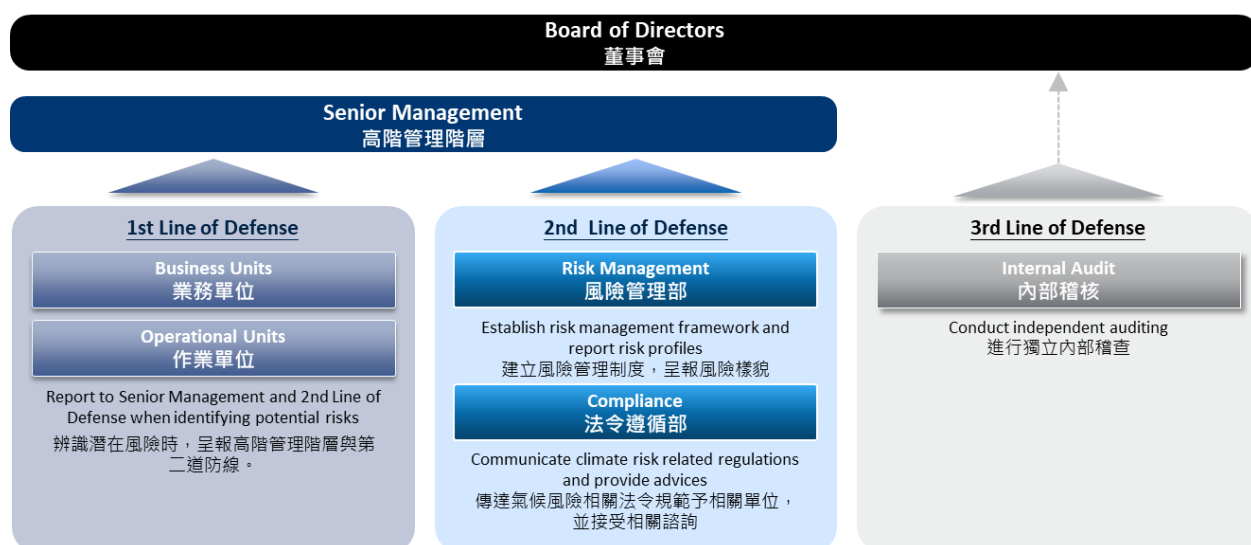 Board of Directors
董事會
Senior Management
高階管理階層
1st Line of Defense
Business Units
業務單位
Operational Units
作業單位
Report to Senior Management and 2nd Line of
Defense when identifying potential risks
辨識潛在風險時，呈報高階管理階層與第
二道防線。
2nd Line of Defense
Risk Management
風險管理部
Establish risk management framework and
report risk profiles
建立風險管理制度，呈報風險樣貌
Compliance
法令遵循部
Communicate climate risk related regulations
and provide advices
傳達氣候風險相關法令規範予相關單位，
並接受相關諮詢
3rd Line of Defense
Internal Audit
內部稽核
Conduct independent auditing
進行獨立內部稽查